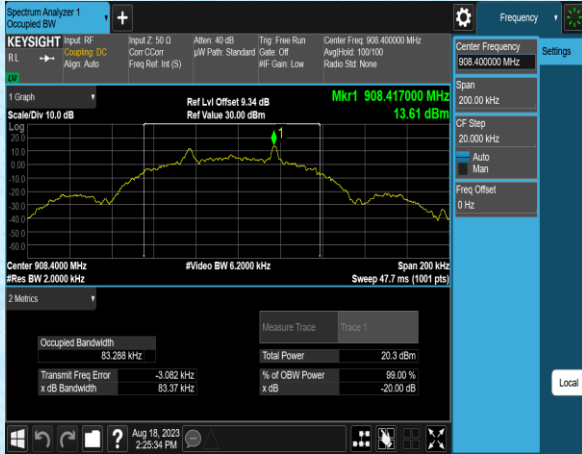 Spectrum Analyzer 1
Occupied BW
Frequency
KEYSIGHT
RL
Input: RF
Coupling: DC
Align: Auto
Input Z: 50 Ω
Corr CCorr
Freq Ref: Int (S)
Atten: 40 dB
µW Path: Standard
Trig: Free Run
Gate: Off
#IF Gain: Low
Center Freq: 908.400000 MHz
Avg|Hold: 100/100
Radio Std: None
Center Frequency
908.400000 MHz
Settings
Span
200.00 kHz
CF Step
20.000 kHz
Auto
Man
Freq Offset
0 Hz
1 Graph
Scale/Div 10.0 dB
Ref Lvl Offset 9.34 dB
Ref Value 30.00 dBm
Mkr1 908.417000 MHz
13.61 dBm
Log
1
20.0
10.0
0.00
-10.0
-20.0
-30.0
-40.0
-50.0
-60.0
Center 908.4000 MHz
#Res BW 2.0000 kHz
#Video BW 6.2000 kHz
Span 200 kHz
Sweep 47.7 ms (1001 pts)
2 Metrics
Measure Trace
Trace 1
Occupied Bandwidth
83.288 kHz
Total Power
20.3 dBm
Transmit Freq Error
-3.082 kHz
% of OBW Power
99.00 %
x dB Bandwidth
83.37 kHz
x dB
-20.00 dB
Local
?
Aug 18, 2023
2:25:34 PM